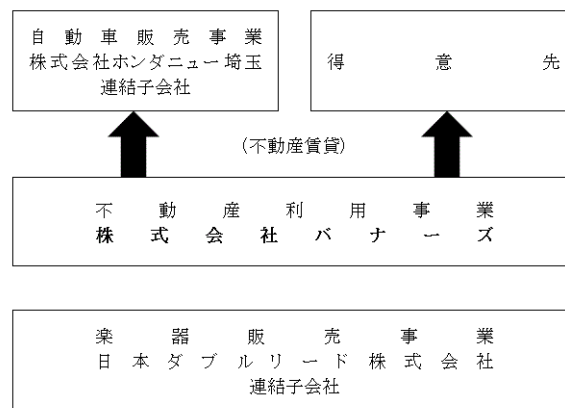 自動車販売事業
株式会社ホンダニュー埼玉
連結子会社
得意先
(不動産賃貸)
不動産利用事業
株式会社バナーズ
楽器販売事業
日本ダブルリード株式会社
連結子会社